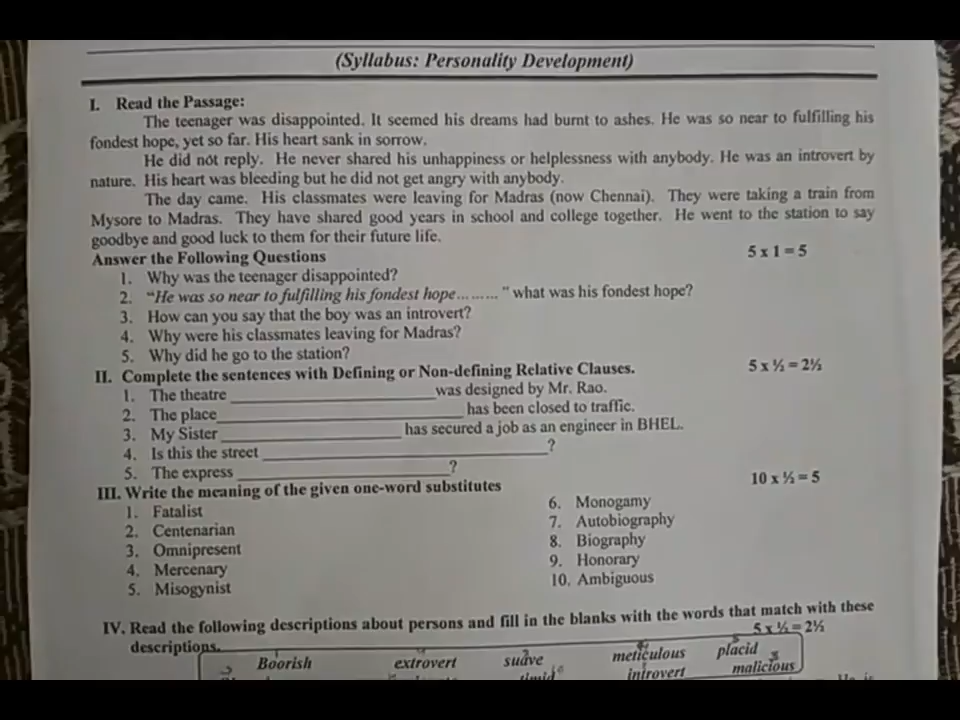 (Syllabus: Personality Development)
I. Read the Passage:
The teenager was disappointed. It seemed his dreams had burnt to ashes. He was so near to fulfilling his
fondest hope, yet so far. His heart sank in sorrow.
He did not reply. He never shared his unhappiness or helplessness with anybody. He was an introvert by
nature. His heart was bleeding but he did not get angry with anybody.
The day came. His classmates were leaving for Madras (now Chennai). They were taking a train from
Mysore to Madras. They have shared good years in school and college together. He went to the station to say
goodbye and good luck to them for their future life.
Answer the Following Questions 5 x 1 = 5
1. Why was the teenager disappointed?
2. "He was so near to fulfilling his fondest hope……… " what was his fondest hope?
3. How can you say that the boy was an introvert?
4. Why were his classmates leaving for Madras?
5. Why did he go to the station?
II. Complete the sentences with Defining or Non-defining Relative Clauses. 5 x ½ = 2½
1. The theatre ____________________ was designed by Mr. Rao.
2. The place ____________________ has been closed to traffic.
3. My Sister ____________________ has secured a job as an engineer in BHEL.
4. Is this the street ____________________?
5. The express ____________________?
III. Write the meaning of the given one-word substitutes 10 x ½ = 5
1. Fatalist 6. Monogamy
2. Centenarian 7. Autobiography
3. Omnipresent 8. Biography
4. Mercenary 9. Honorary
5. Misogynist 10. Ambiguous
IV. Read the following descriptions about persons and fill in the blanks with the words that match with these
descriptions. 5 x ½ = 2½
Boorish extrovert suave meticulous placid
timid introvert malicious